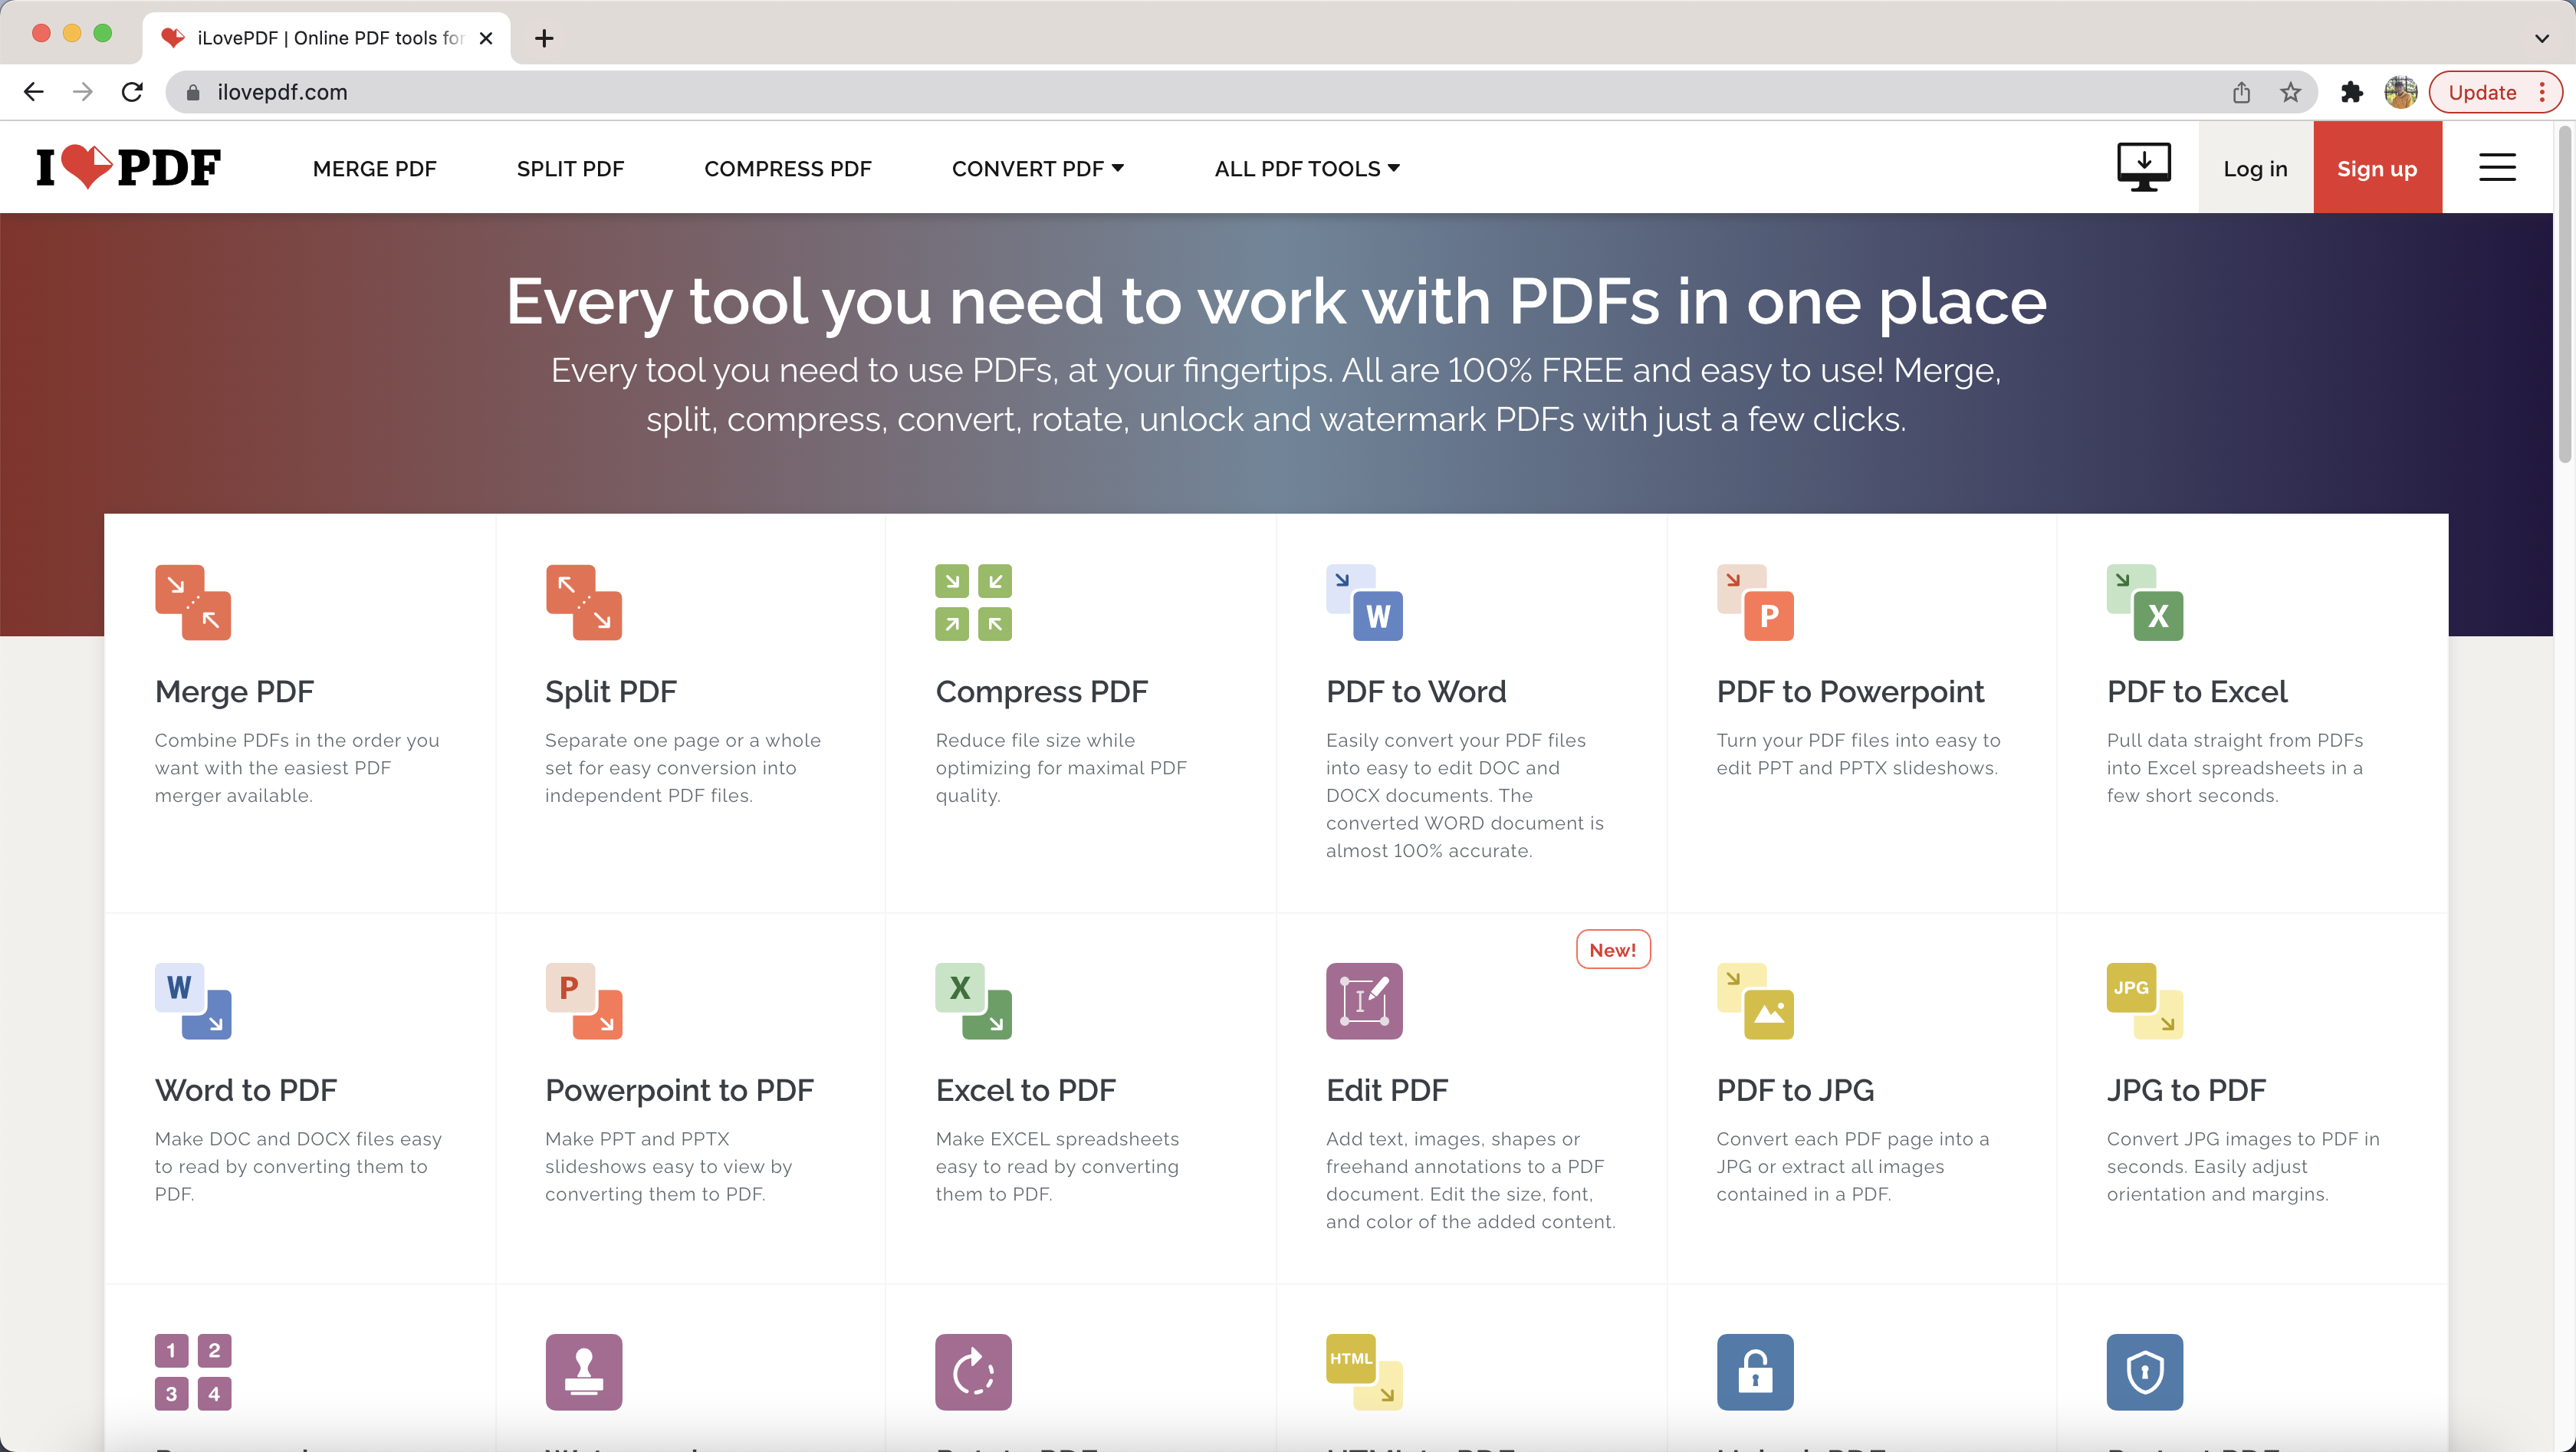 iLovePDF | Online PDF tools for
ilovepdf.com
Update
I PDF
MERGE PDF
SPLIT PDF
COMPRESS PDF
CONVERT PDF
ALL PDF TOOLS
Log in
Sign up
Every tool you need to work with PDFs in one place
Every tool you need to use PDFs, at your fingertips. All are 100% FREE and easy to use! Merge,
split, compress, convert, rotate, unlock and watermark PDFs with just a few clicks.
Merge PDF
Combine PDFs in the order you
want with the easiest PDF
merger available.
Split PDF
Separate one page or a whole
set for easy conversion into
independent PDF files.
Compress PDF
Reduce file size while
optimizing for maximal PDF
quality.
W
PDF to Word
Easily convert your PDF files
into easy to edit DOC and
DOCX documents. The
converted WORD document is
almost 100% accurate.
P
PDF to Powerpoint
Turn your PDF files into easy to
edit PPT and PPTX slideshows.
X
PDF to Excel
Pull data straight from PDFs
into Excel spreadsheets in a
few short seconds.
W
Word to PDF
Make DOC and DOCX files easy
to read by converting them to
PDF.
P
Powerpoint to PDF
Make PPT and PPTX
slideshows easy to view by
converting them to PDF.
X
Excel to PDF
Make EXCEL spreadsheets
easy to read by converting
them to PDF.
New!
Edit PDF
Add text, images, shapes or
freehand annotations to a PDF
document. Edit the size, font,
and color of the added content.
PDF to JPG
Convert each PDF page into a
JPG or extract all images
contained in a PDF.
JPG
JPG to PDF
Convert JPG images to PDF in
seconds. Easily adjust
orientation and margins.
1 2
3 4
HTML